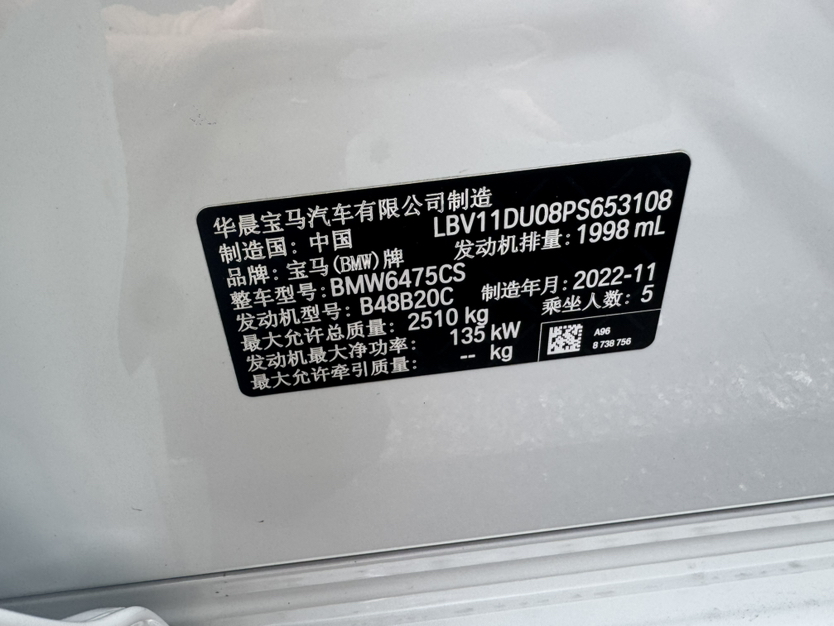 华晨宝马汽车有限公司制造
制造国：中国 LBV11DU08PS653108
品牌：宝马(BMW)牌 发动机排量：1998 mL
整车型号：BMW6475CS
发动机型号：B48B20C 制造年月：2022-11
最大允许总质量：2510 kg 乘坐人数：5
发动机最大净功率：135 kW
最大允许牵引质量：-- kg
A96
8 738 756